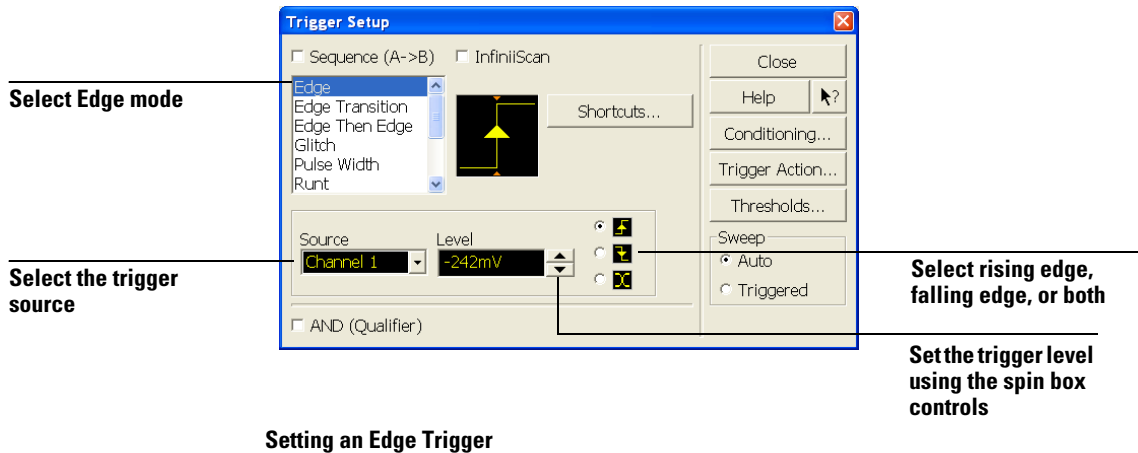 Trigger Setup
Sequence (A->B)
InfiniiScan
Close
Select Edge mode
Edge
Edge Transition
Edge Then Edge
Glitch
Pulse Width
Runt
Shortcuts...
Help
?
Conditioning...
Trigger Action...
Thresholds...
Select the trigger
source
Source
Level
Channel 1
-242mV
Sweep
Auto
Triggered
Select rising edge,
falling edge, or both
AND (Qualifier)
Set the trigger level
using the spin box
controls
Setting an Edge Trigger